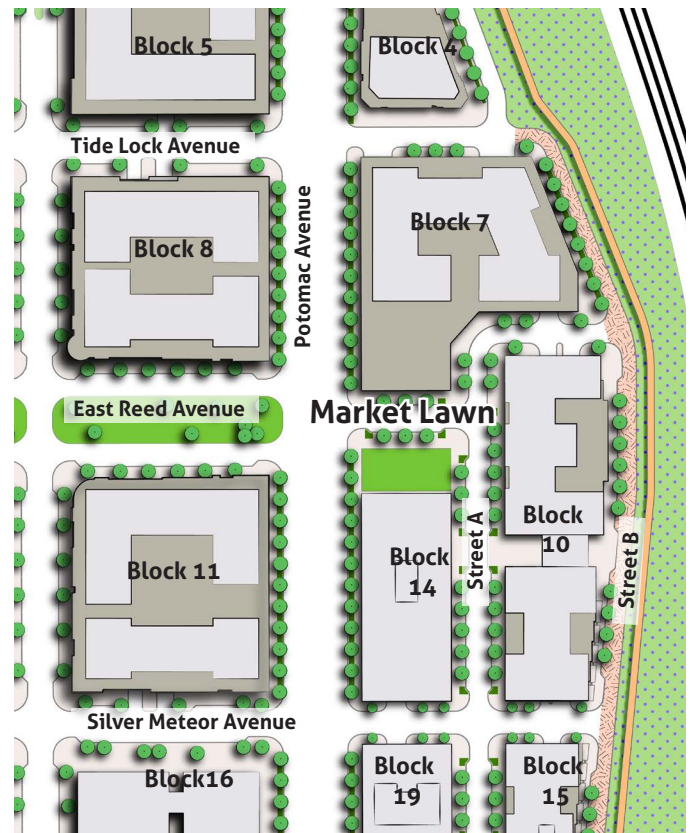 Block 5
Block 4
Tide Lock Avenue
Block 7
Block 8
Potomac Avenue
East Reed Avenue
Market Lawn
Block
10
Street A
Street B
Block
14
Block 11
Silver Meteor Avenue
Block16
Block
19
Block
15